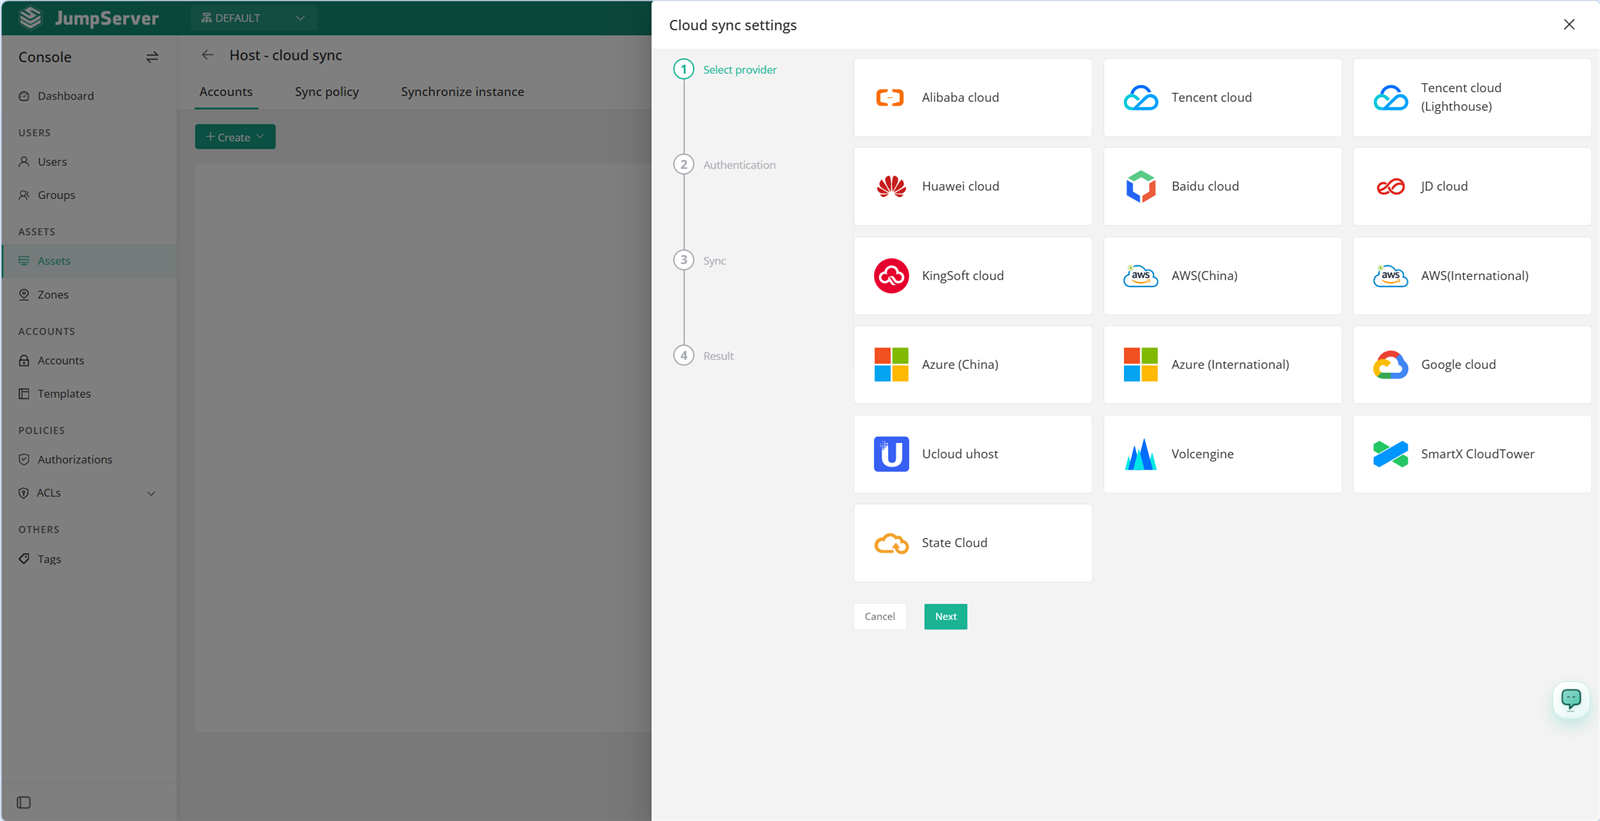 JumpServer
DEFAULT
Console
Dashboard
USERS
Users
Groups
ASSETS
Assets
Zones
ACCOUNTS
Accounts
Templates
POLICIES
Authorizations
ACLs
OTHERS
Tags
Host - cloud sync
Accounts
Sync policy
Synchronize instance
+ Create
Cloud sync settings
1 Select provider
2 Authentication
3 Sync
4 Result
Alibaba cloud
Tencent cloud
Tencent cloud
(Lighthouse)
Huawei cloud
Baidu cloud
JD cloud
KingSoft cloud
aws AWS(China)
aws AWS(International)
Azure (China)
Azure (International)
Google cloud
U Ucloud uhost
Volcengine
SmartX CloudTower
State Cloud
Cancel
Next